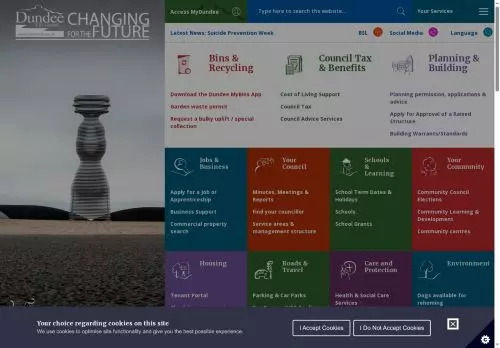 Dundee
CHANGING
FOR THE FUTURE
Access MyDundee
Type here to search the website...
Your Services
Latest News: Suicide Prevention Week
BSL
Social Media
Language
Bins &
Recycling
Download the Dundee MyBins App
Garden waste permit
Request a bulky uplift / special
collection
Council Tax
& Benefits
Cost of Living Support
Council Tax
Council Advice Services
Planning &
Building
Planning permission, applications &
advice
Apply for Approval of a Raised
Structure
Building Warrants/Standards
Jobs &
Business
Apply for a Job or
Apprenticeship
Business Support
Commercial property
search
Your
Council
Minutes, Meetings &
Reports
Find your councillor
Service areas &
management structure
Schools
&
Learning
School Term Dates &
Holidays
Schools
School Grants
Your
Community
Community Council
Elections
Community Learning &
Development
Community centres
Housing
Tenant Portal
Roads &
Travel
Parking & Car Parks
Care and
Protection
Health & Social Care
Services
Environment
Dogs available for
rehoming
Your choice regarding cookies on this site
We use cookies to optimise site functionality and give you the best possible experience.
I Accept Cookies
I Do Not Accept Cookies